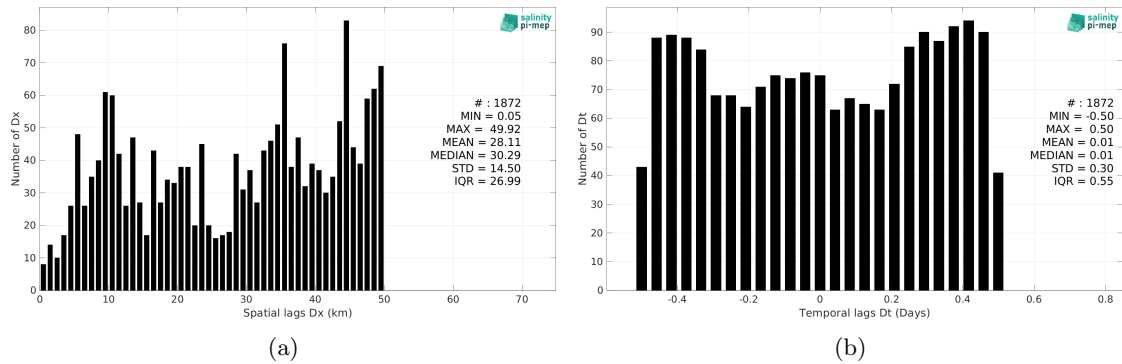 salinity
pi-mep
80
70
60
50
40
30
20
10
0
Number of Dx
# : 1872
MIN = 0.05
MAX = 49.92
MEAN = 28.11
MEDIAN = 30.29
STD = 14.50
IQR = 26.99
0 10 20 30 40 50 60 70
Spatial lags Dx (km)
(a)
salinity
pi-mep
90
80
70
60
50
40
30
20
10
0
Number of Dt
# : 1872
MIN = -0.50
MAX = 0.50
MEAN = 0.01
MEDIAN = 0.01
STD = 0.30
IQR = 0.55
-0.4 -0.2 0 0.2 0.4 0.6 0.8
Temporal lags Dt (Days)
(b)